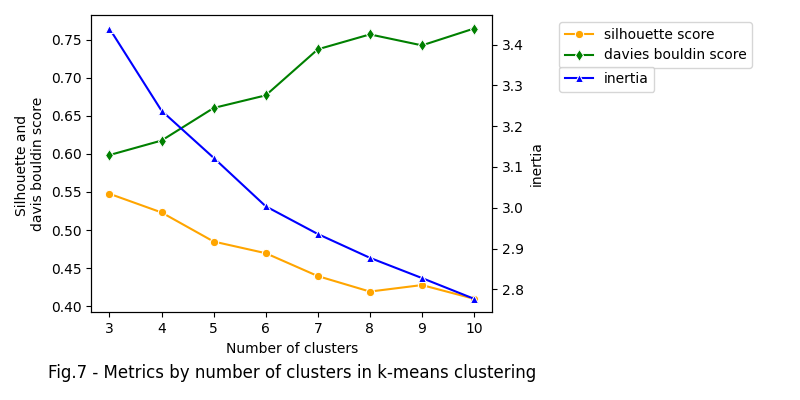 silhouette score
davies bouldin score
inertia
0.75
0.70
0.65
0.60
0.55
0.50
0.45
0.40
Silhouette and
davis bouldin score
3.4
3.3
3.2
3.1
3.0
2.9
2.8
inertia
3 4 5 6 7 8 9 10
Number of clusters
Fig.7 - Metrics by number of clusters in k-means clustering